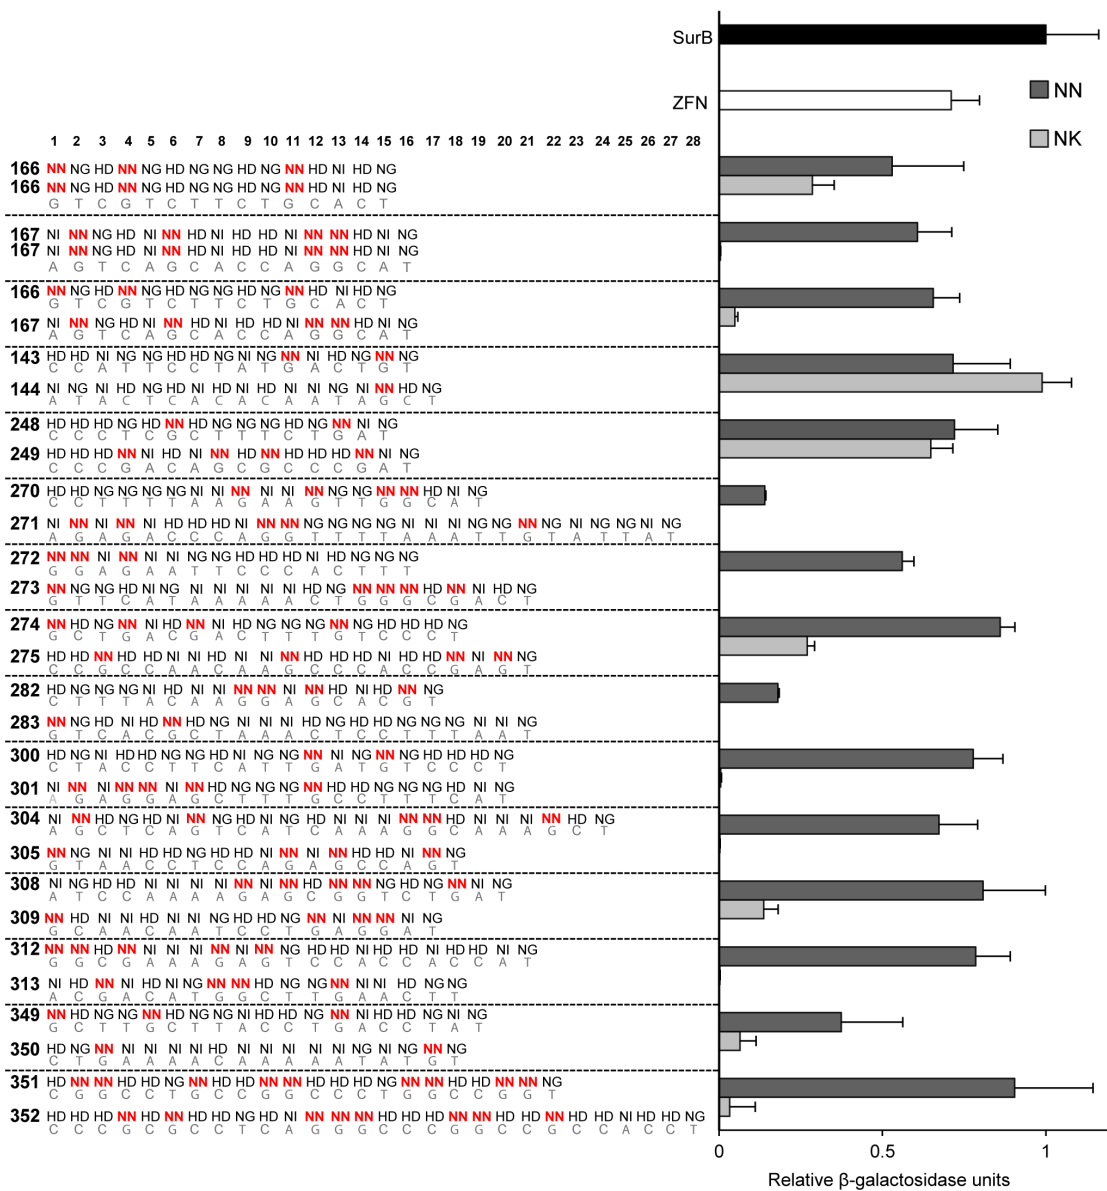 SurB
NN
ZFN
NK
1 2 3 4 5 6 7 8 9 10 11 12 13 14 15 16 17 18 19 20 21 22 23 24 25 26 27 28
166 NN NG HD NN NG HD NG NG HD NG NN HD NI HD NG
166 NN NG HD NN NG HD NG NG HD NG NN HD NI HD NG
G T C G T C T T C T G C A C T
167 NI NN NG HD NI NN HD NI HD HD NI NN NN HD NI NG
167 NI NN NG HD NI NN HD NI HD HD NI NN NN HD NI NG
A G T C A G C A C C A G G C A T
166 NN NG HD NN NG HD NG NG HD NG NN HD NI HD NG
G T C G T C T T C T G C A C T
167 NI NN NG HD NI NN HD NI HD HD NI NN NN HD NI NG
A G T C A G C A C C A G G C A T
143 HD HD NI NG NG HD HD NG NI NG NN NI HD NG NN NG
C C A T T C C T A T G A C T G T
144 NI NG NI HD NG HD NI HD NI HD NI NI NG NI NN HD NG
A T A C T C A C A C A A T A G C T
248 HD HD HD NG HD NN HD NG NG NG HD NG NN NI NG
C C C T C G C T T T C T G A T
249 HD HD HD NN NI HD NI NN HD NN HD HD HD NN NI NG
C C C G A C A G C G C C C G A T
270 HD HD NG NG NG NG NI NI NN NI NI NN NG NG NN NN HD NI NG
C C T T T T A A G A A G T T G G C A T
271 NI NN NI NN NI HD HD HD NI NN NN NG NG NG NG NI NI NI NG NG NN NG NI NG NG NI NG
A G A G A C C C A G G T T T T A A A T T G T A T T A T
272 NN NN NI NN NI NI NG NG HD HD HD NI HD NG NG NG
G G A G A A T T C C C A C T T T
273 NN NG NG HD NI NG NI NI NI NI NI HD NG NN NN NN HD NN NI HD NG
G T T C A T A A A A A C T G G G C G A C T
274 NN HD NG NN NI HD NN NI HD NG NG NG NN NG HD HD HD NG
G C T G A C G A C T T T G T C C C T
275 HD HD NN HD HD NI NI HD NI NI NN HD HD HD NI HD HD NN NI NN NG
C C G C C A A C A A G C C C A C C G A G T
282 HD NG NG NG NI HD NI NI NN NN NI NN HD NI HD NN NG
C T T T A C A A G G A G C A C G T
283 NN NG HD NI HD NN HD NG NI NI NI HD NG HD HD NG NG NG NI NI NG
G T C A C G C T A A A C T C C T T T A A T
300 HD NG NI HD HD NG NG HD NI NG NG NN NI NG NN NG HD HD HD NG
C T A C C T T C A T T G A T G T C C C T
301 NI NN NI NN NN NI NN HD NG NG NG NN HD HD NG NG NG HD NI NG
A G A G G A G C T T T G C C T T T C A T
304 NI NN HD NG HD NI NN NG HD NI NG HD NI NI NI NN NN HD NI NI NI NN HD NG
A G C T C A G T C A T C A A A G G C A A A G C T
305 NN NG NI NI HD HD NG HD HD NI NN NI NN HD HD NI NN NG
G T A A C C T C C A G A G C C A G T
308 NI NG HD HD NI NI NI NI NN NI NN HD NN NN NG HD NG NN NI NG
A T C C A A A A G A G C G G T C T G A T
309 NN HD NI NI HD NI NI NG HD HD NG NN NI NN NN NI NG
G C A A C A A T C C T G A G G A T
312 NN NN HD NN NI NI NI NN NI NN NG HD HD NI HD HD NI HD HD NI NG
G G C G A A A G A G T C C A C C A C C A T
313 NI HD NN NI HD NI NG NN NN HD NG NG NN NI NI HD NG NG
A C G A C A T G G C T T G A A C T T
349 NN HD NG NG NN HD NG NG NI HD HD NG NN NI HD HD NG NI NG
G C T T G C T T A C C T G A C C T A T
350 HD NG NN NI NI NI NI HD NI NI NI NI NI NG NI NG NN NG
C T G A A A A C A A A A A T A T G T
351 HD NN NN HD HD NG NN HD HD NN NN HD HD HD NG NN NN HD HD NN NN NG
C G G C C T G C C G G C C C T G G C C G G T
352 HD HD HD NN HD NN HD HD NG HD NI NN NN NN HD HD HD NN NN HD HD NN HD HD NI HD HD NG
C C C G C G C C T C A G G G C C C G G C C G C C A C C T
0 0.5 1
Relative β-galactosidase units